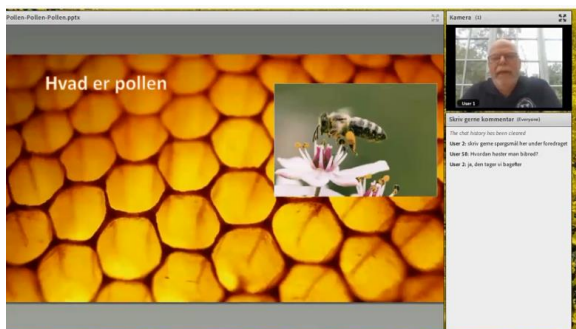 Pollen-Pollen-Pollen.pptx
Hvad er pollen
Kamera (1)
User 1
Skriv gerne kommentar (Everyone)
The chat history has been cleared
User 2: skriv gerne spørgsmål her under foredraget
User 18: Hvordan høster man bibrød?
User 2: ja, den tager vi bagefter